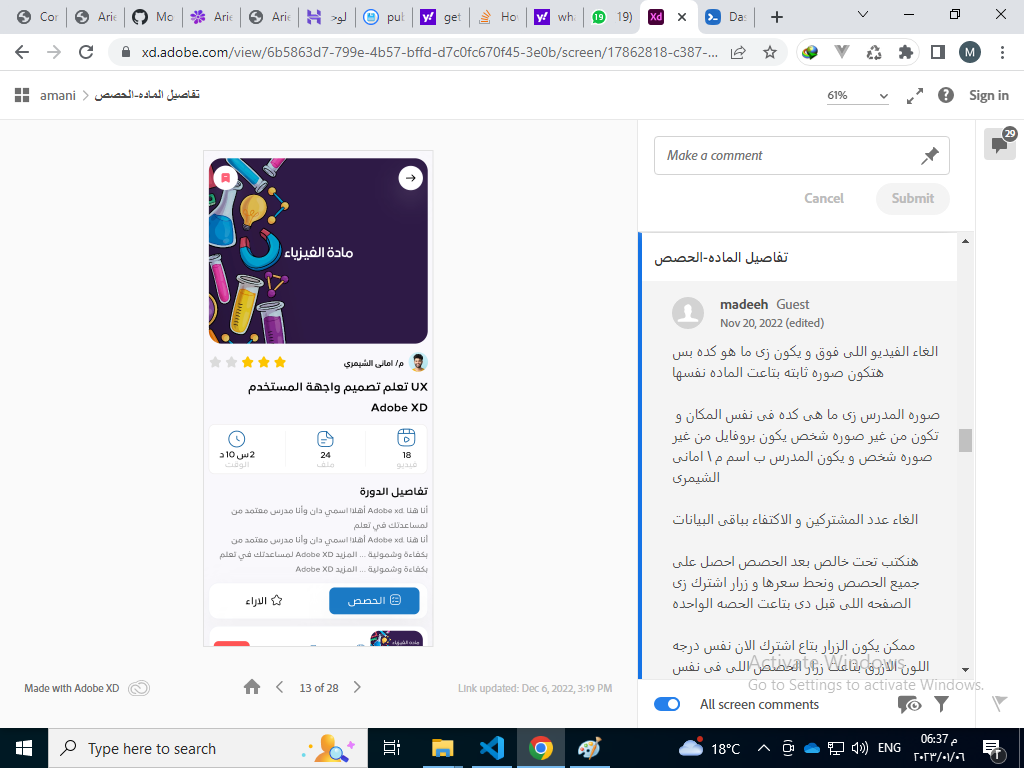 Cor
Arie
Mo
Arie
Arie
لو>
pub
get
Ho
wha
19)
Xd
Das
xd.adobe.com/view/6b5863d7-799e-4b57-bffd-d7c0fc670f45-3e0b/screen/17862818-c387-...
M
amani
تفاصيل الماده-الحصص
61%
Sign in
29
Make a comment
Cancel
Submit
مادة الفيزياء
م/ اماني الشيمري
UX تعلم تصميم واجهة المستخدم
Adobe XD
18
فيديو
24
ملف
2س 10 د
الوقت
تفاصيل الدورة
أنا هنا Adobe xd. أهلا! اسمي دان وأنا مدرس معتمد من
لمساعدتك في تعلم
أنا هنا Adobe xd. أهلا! اسمي دان وأنا مدرس معتمد من
بكفاءة وشمولية ... المزيد Adobe XD لمساعدتك في تعلم
بكفاءة وشمولية ... المزيد Adobe XD
الحصص
الاراء
مادة الفيزياء
تفاصيل الماده-الحصص
madeeh Guest
Nov 20, 2022 (edited)
الغاء الفيديو اللى فوق و يكون زى ما هو كده بس
هتكون صوره ثابته بتاعت الماده نفسها
صوره المدرس زى ما هى كده فى نفس المكان و
تكون من غير صوره شخص يكون بروفايل من غير
صوره شخص و يكون المدرس ب اسم م \ امانى
الشيمرى
الغاء عدد المشتركين و الاكتفاء بباقى البيانات
هنكتب تحت خالص بعد الحصص احصل على
جميع الحصص ونحط سعرها و زرار اشترك زى
الصفحه اللى قبل دى بتاعت الحصه الواحده
ممكن يكون الزرار بتاع اشترك الان نفس درجه
اللون الازرق بتاعت زرار الحصص اللى فى نفس
Activate Windows
Go to Settings to activate Windows.
Made with Adobe XD
13 of 28
Link updated: Dec 6, 2022, 3:19 PM
All screen comments
Type here to search
18°C
ENG
06:37 م
٢٠٢٣/٠١/٠٦
1